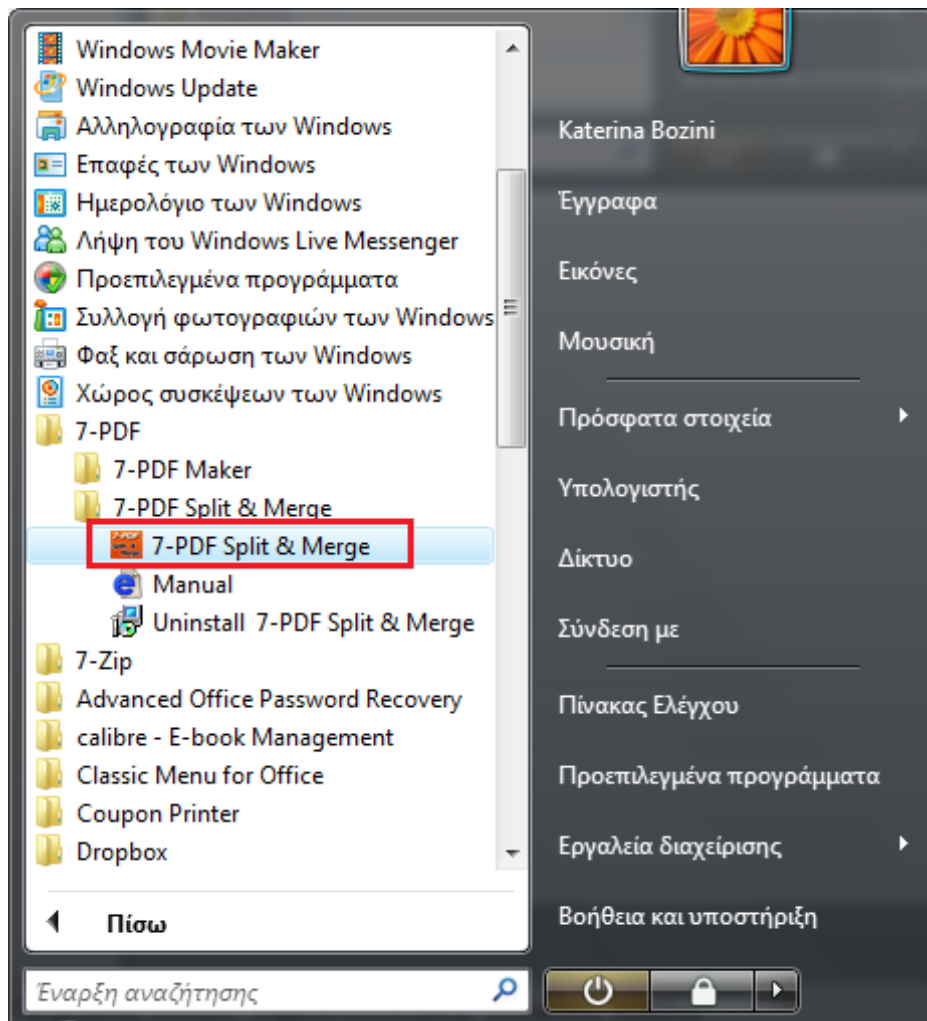 Windows Movie Maker
Windows Update
Αλληλογραφία των Windows
Επαφές των Windows
Ημερολόγιο των Windows
Λήψη του Windows Live Messenger
Προεπιλεγμένα προγράμματα
Συλλογή φωτογραφιών των Windows
Φαξ και σάρωση των Windows
Χώρος συσκέψεων των Windows
7-PDF
7-PDF Maker
7-PDF Split & Merge
7-PDF Split & Merge
Manual
Uninstall 7-PDF Split & Merge
7-Zip
Advanced Office Password Recovery
calibre - E-book Management
Classic Menu for Office
Coupon Printer
Dropbox
Πίσω
Έναρξη αναζήτησης
Katerina Bozini
Έγγραφα
Εικόνες
Μουσική
Πρόσφατα στοιχεία
Υπολογιστής
Δίκτυο
Σύνδεση με
Πίνακας Ελέγχου
Προεπιλεγμένα προγράμματα
Εργαλεία διαχείρισης
Βοήθεια και υποστήριξη